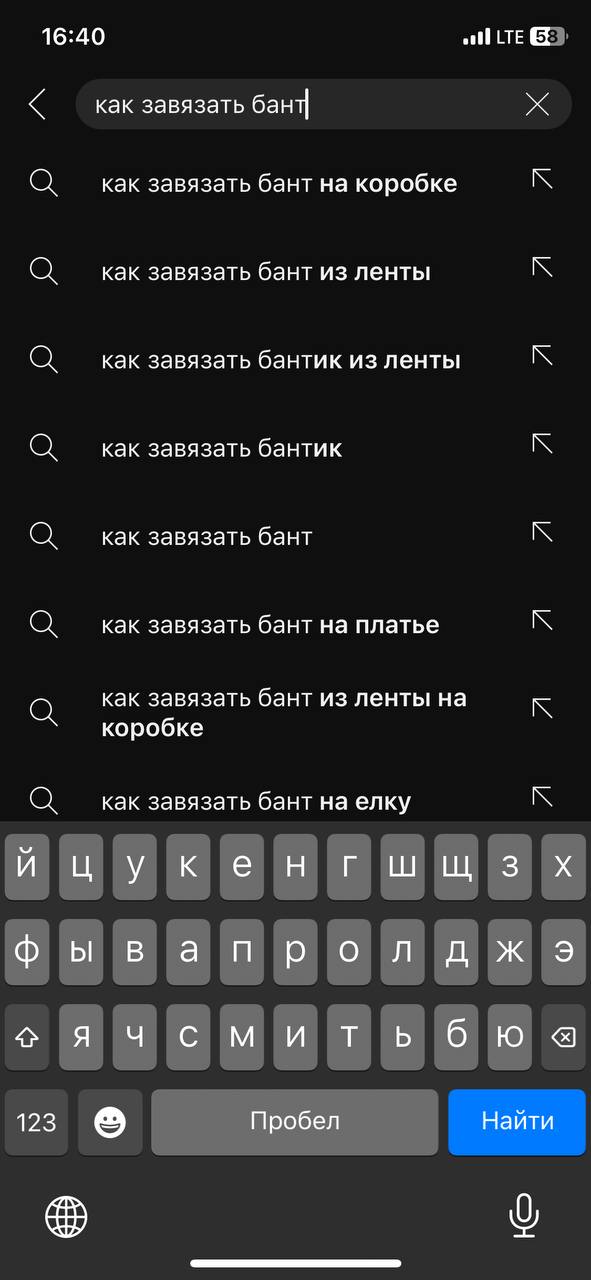 16:40
LTE 58
как завязать бант
как завязать бант на коробке
как завязать бант из ленты
как завязать бантик из ленты
как завязать бантик
как завязать бант
как завязать бант на платье
как завязать бант из ленты на
коробке
как завязать бант на елку
й ц у к е н г ш щ з х
ф ы в а п р о л д ж э
я ч с м и т ь б ю
123 Пробел Найти